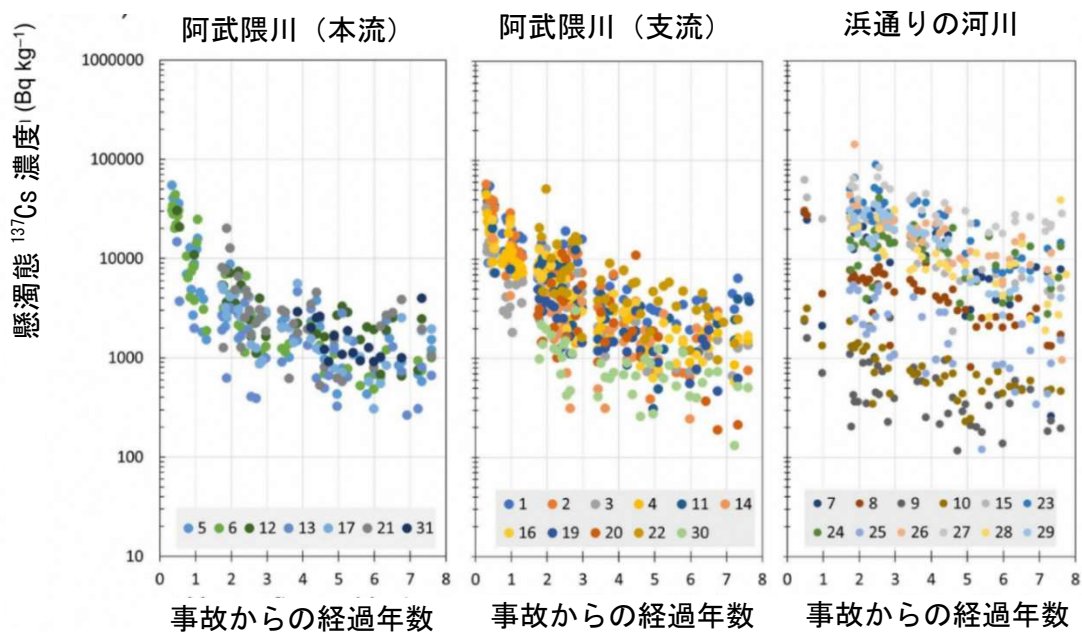 阿武隈川（本流）
阿武隈川（支流）
浜通りの河川
懸濁態 ¹³⁷Cs 濃度 (Bq kg⁻¹)
1000000
100000
10000
1000
100
10
5 6 12 13 17 21 31
1 2 3 4 11 14
16 19 20 22 30
7 8 9 10 15 23
24 25 26 27 28 29
0 1 2 3 4 5 6 7 8
0 1 2 3 4 5 6 7 8
0 1 2 3 4 5 6 7 8
事故からの経過年数
事故からの経過年数
事故からの経過年数